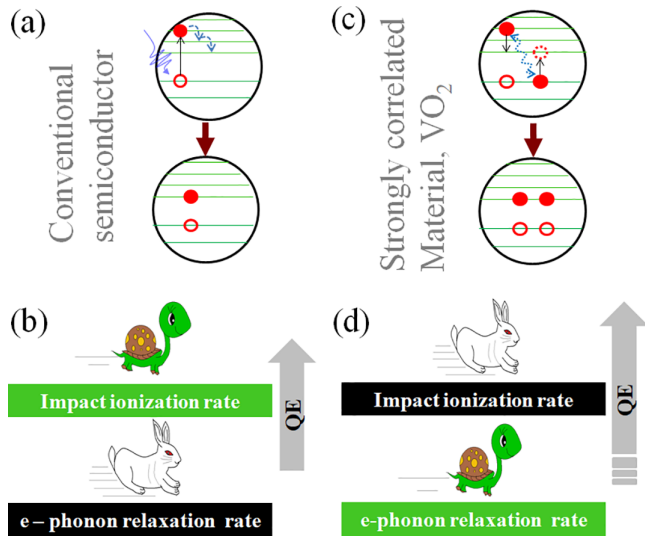 (a)
Conventional
semiconductor
(c)
Strongly correlated
Material, VO₂
(b)
Impact ionization rate
e – phonon relaxation rate
QE
(d)
Impact ionization rate
e-phonon relaxation rate
QE